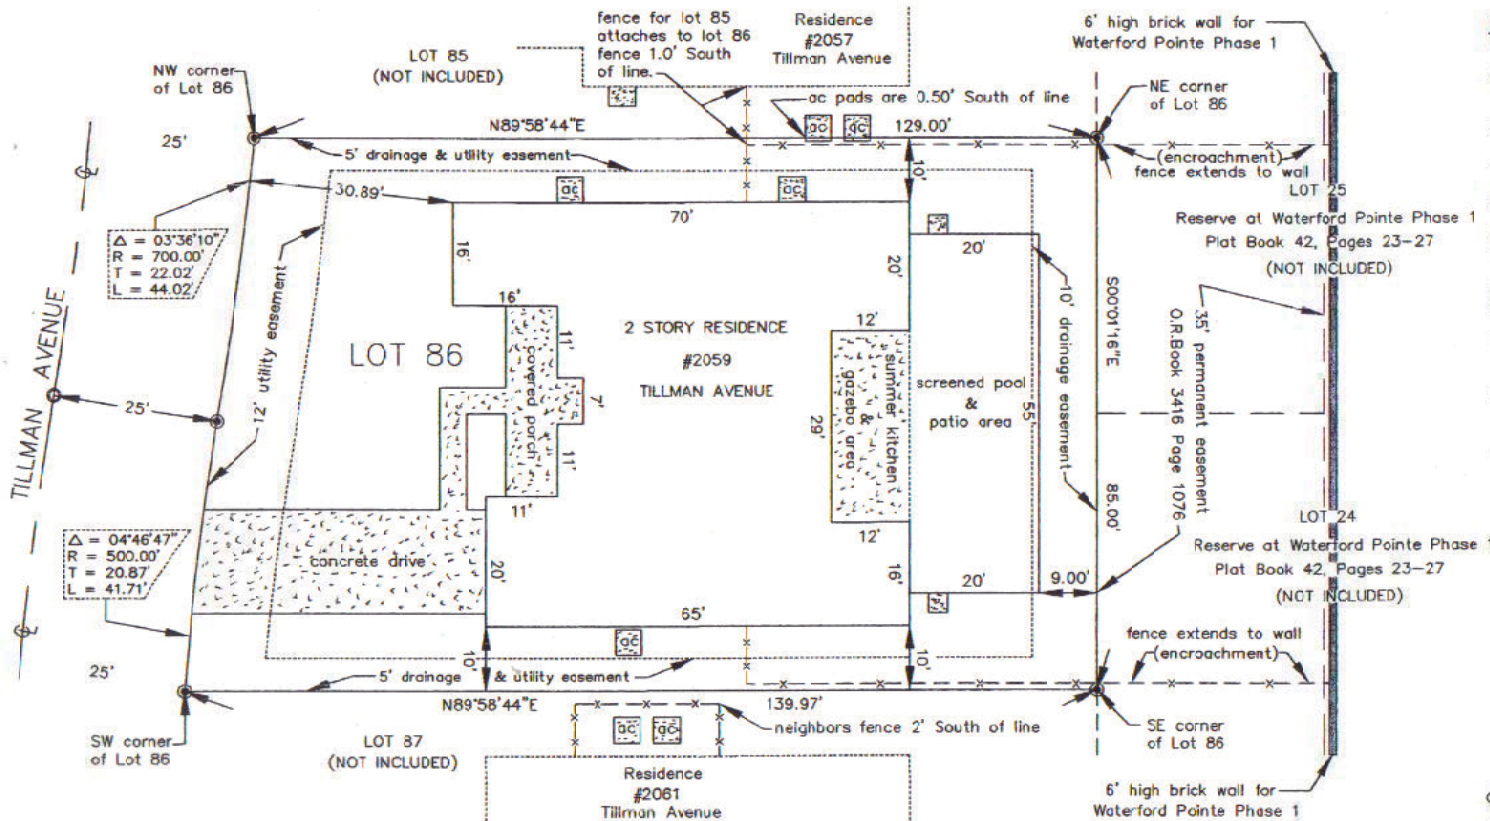 fence for lot 85
attaches to lot 86
fence 1.0' South
of line.
Residence
#2057
Tillman Avenue
6' high brick wall for
Waterford Pointe Phase 1
LOT 85
(NOT INCLUDED)
NW corner
of Lot 86
ac pads are 0.50' South of line
NE corner
of Lot 86
25'
N89°58'44"E
ac
ac
129.00'
5' drainage & utility easement
10'
(encroachment)
fence extends to wall
30.89'
ac
ac
LOT 25
70'
Reserve at Waterford Pointe Phase 1
Plat Book 42, Pages 23-27
(NOT INCLUDED)
Δ = 03°36'10"
R = 700.00'
T = 22.02'
L = 44.02'
16'
20'
20'
12' utility easement
10' drainage easement
S00°01'16"E
35' permanent easement
O.R.Book 3416 Page 1076
16'
11'
12'
2 STORY RESIDENCE
#2059
TILLMAN AVENUE
LOT 86
covered porch
7'
11'
11'
29'
summer kitchen
&
gazebo area
12'
screened pool
&
patio area
55'
TILLMAN AVENUE
25'
85.00'
LOT 24
Reserve at Waterford Pointe Phase 1
Plat Book 42, Pages 23-27
(NOT INCLUDED)
Δ = 04°46'47"
R = 500.00'
T = 20.87'
L = 41.71'
concrete drive
20'
16'
20'
9.00'
65'
ac
10'
10'
fence extends to wall
(encroachment)
25'
5' drainage & utility easement
N89°58'44"E
139.97'
ac
ac
neighbors fence 2' South of line
SW corner
of Lot 86
LOT 87
(NOT INCLUDED)
SE corner
of Lot 86
Residence
#2061
Tillman Avenue
6' high brick wall for
Waterford Pointe Phase 1